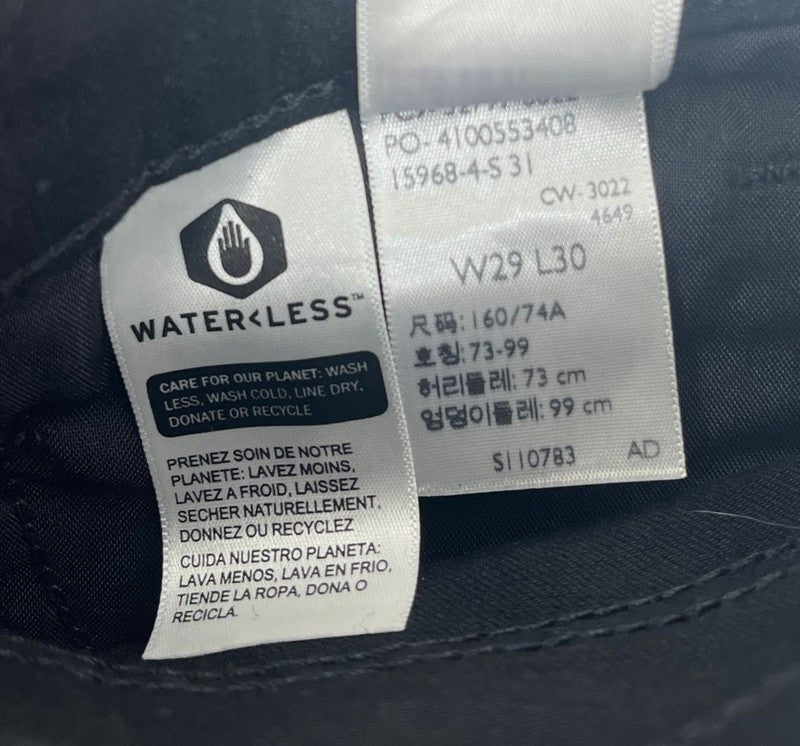 WATER<LESS™
CARE FOR OUR PLANET: WASH
LESS, WASH COLD, LINE DRY,
DONATE OR RECYCLE
PRENEZ SOIN DE NOTRE
PLANETE: LAVEZ MOINS,
LAVEZ A FROID, LAISSEZ
SECHER NATURELLEMENT,
DONNEZ OU RECYCLEZ
CUIDA NUESTRO PLANETA:
LAVA MENOS, LAVA EN FRIO,
TIENDE LA ROPA, DONA O
RECICLA.
PO-4100553408
15968-4-S 31
CW-3022
4649
W29 L30
尺码:160/74A
호칭:73-99
허리둘레:73 cm
엉덩이둘레:99 cm
S110783 AD